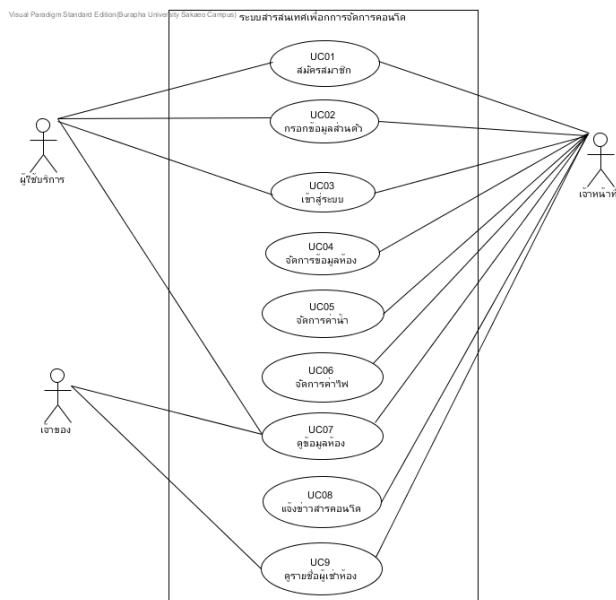 Visual Paradigm Standard Edition(Burapha University Sakaeo Campus)
ระบบสารสนเทศเพื่อกการจัดการคอนโด
UC01
สมัครสมาชิก
UC02
กรอกข้อมูลส่วนตัว
ผู้ใช้บริการ
เจ้าหน้าที่
UC03
เข้าสู่ระบบ
UC04
จัดการข้อมูลห้อง
UC05
จัดการค่าน้ำ
UC06
จัดการค่าไฟ
เจ้าของ
UC07
ดูข้อมูลห้อง
UC08
แจ้งข่าวสารคอนโด
UC9
ดูรายชื่อผู้เช่าห้อง